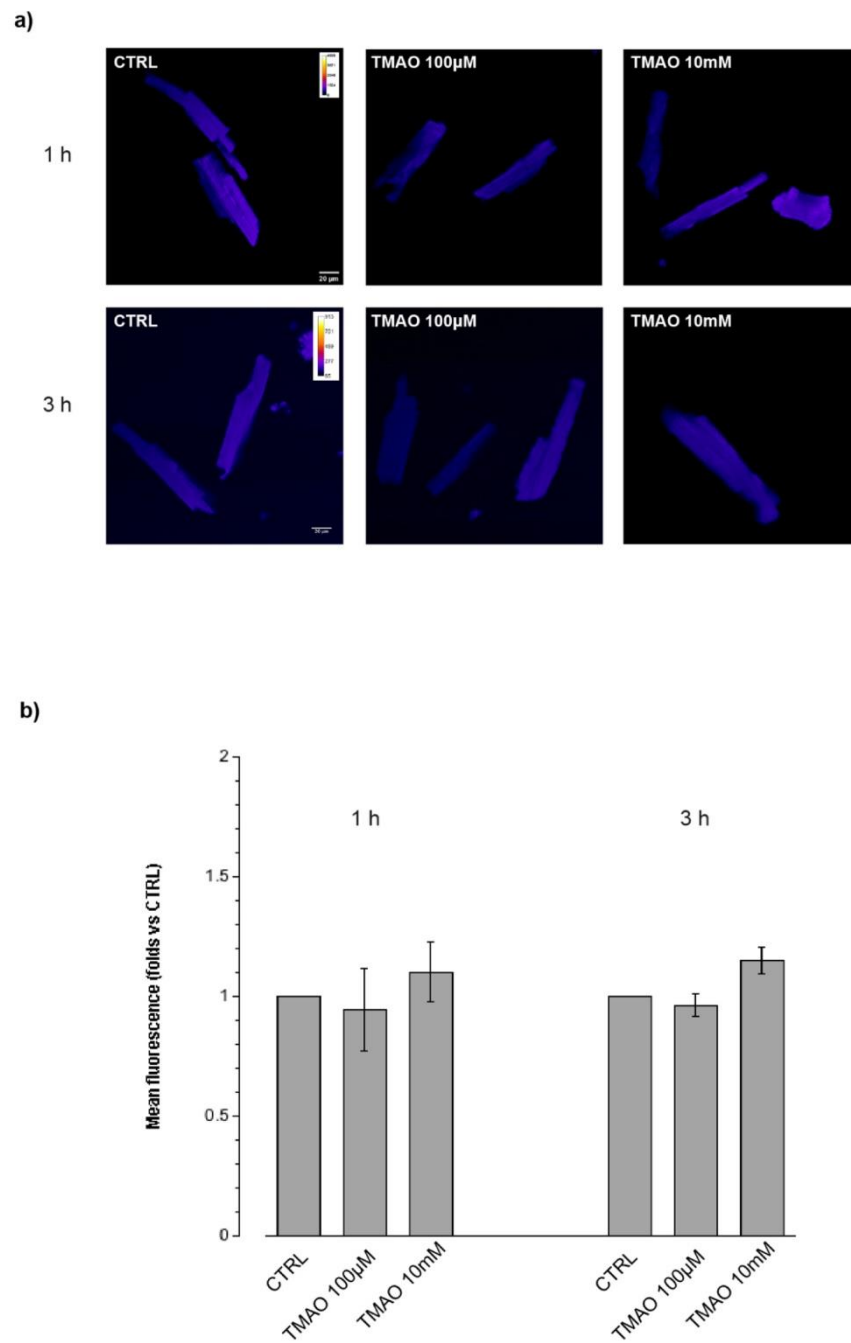 a)
CTRL
TMAO 100µM
TMAO 10mM
1 h
20 µm
CTRL
TMAO 100µM
TMAO 10mM
3 h
20 µm
b)
Mean fluorescence (folds vs CTRL)
2
1.5
1
0.5
0
1 h
3 h
CTRL
TMAO 100µM
TMAO 10mM
CTRL
TMAO 100µM
TMAO 10mM